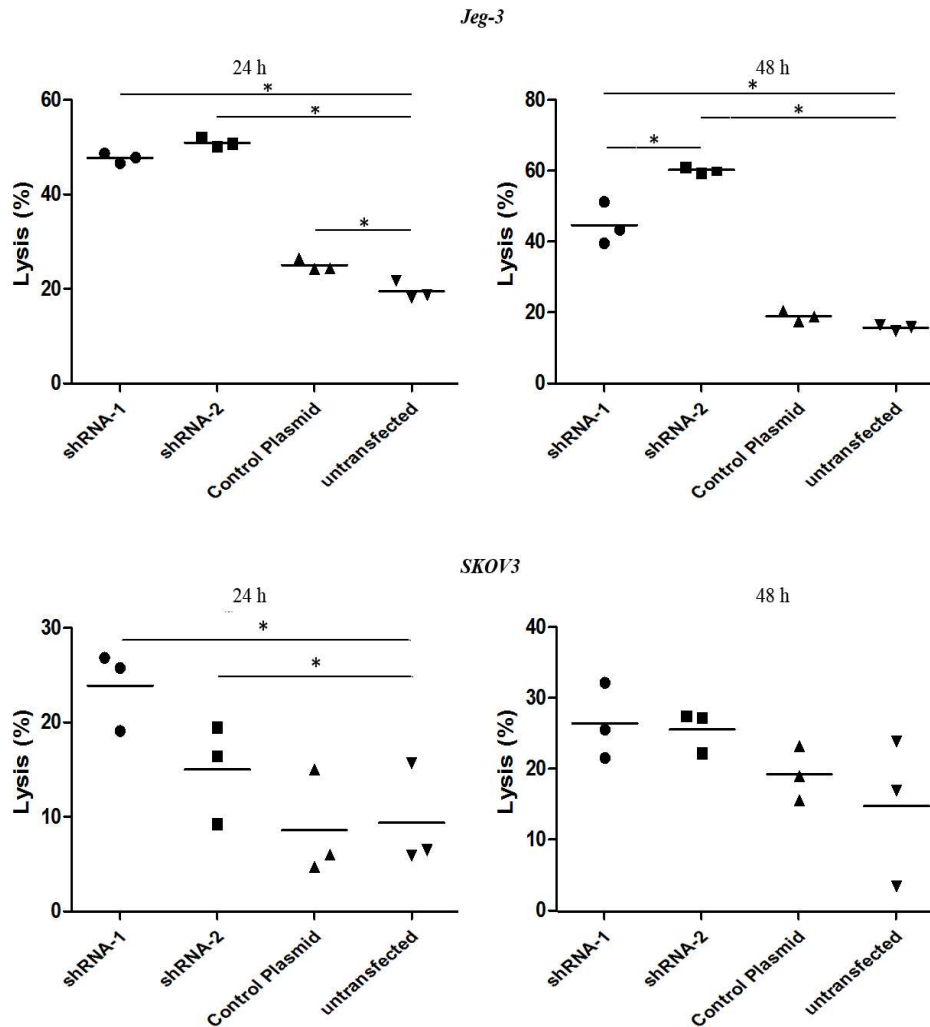 Jeg-3
24 h
48 h
*
*
*
*
*
*
Lysis (%)
60
40
20
0
shRNA-1
shRNA-2
Control Plasmid
untransfected
Lysis (%)
80
60
40
20
0
shRNA-1
shRNA-2
Control Plasmid
untransfected
SKOV3
24 h
48 h
*
*
Lysis (%)
30
20
10
0
shRNA-1
shRNA-2
Control Plasmid
untransfected
Lysis (%)
40
30
20
10
0
shRNA-1
shRNA-2
Control Plasmid
untransfected